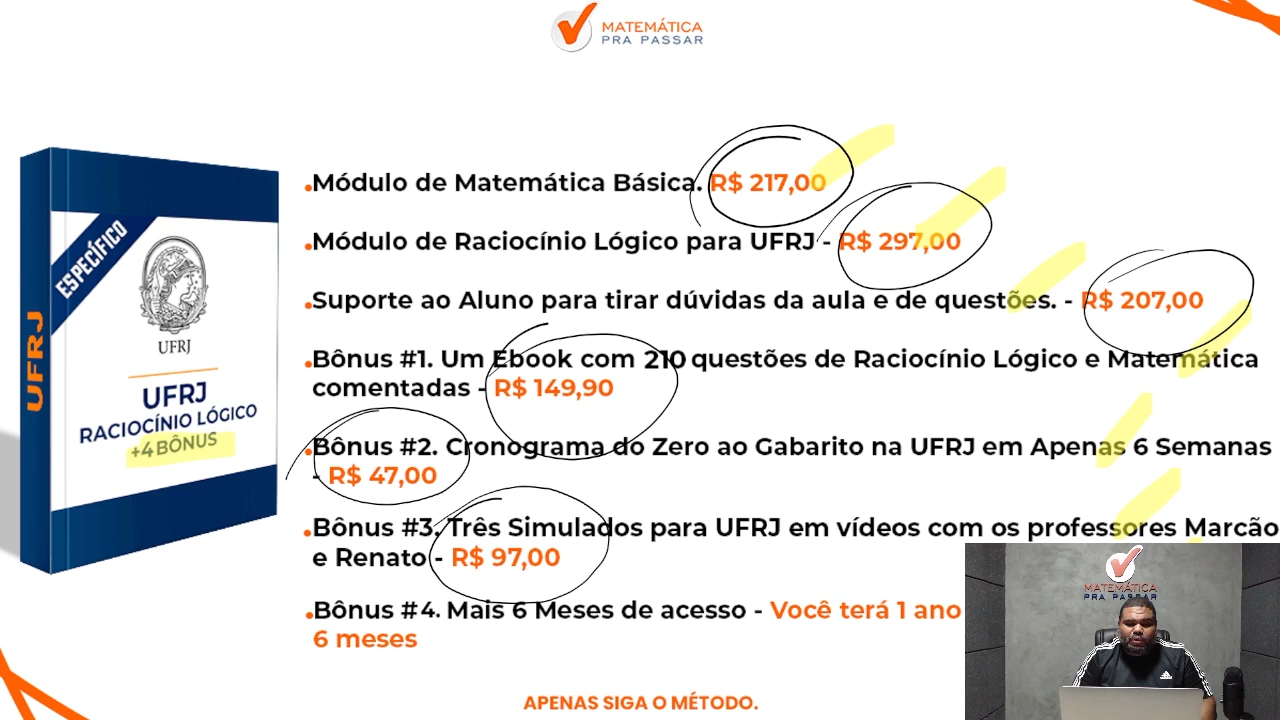 MATEMÁTICA
PRA PASSAR
ESPECÍFICO
UFRJ
UFRJ
UFRJ
RACIOCÍNIO LÓGICO
+4 BÔNUS
•Módulo de Matemática Básica. R$ 217,00
•Módulo de Raciocínio Lógico para UFRJ - R$ 297,00
•Suporte ao Aluno para tirar dúvidas da aula e de questões. - R$ 207,00
•Bônus #1. Um Ebook com 210 questões de Raciocínio Lógico e Matemática
comentadas - R$ 149,90
•Bônus #2. Cronograma do Zero ao Gabarito na UFRJ em Apenas 6 Semanas
- R$ 47,00
•Bônus #3. Três Simulados para UFRJ em vídeos com os professores Marcão
e Renato - R$ 97,00
•Bônus #4. Mais 6 Meses de acesso - Você terá 1 ano
6 meses
MATEMÁTICA
PRA PASSAR
adidas
APENAS SIGA O MÉTODO.